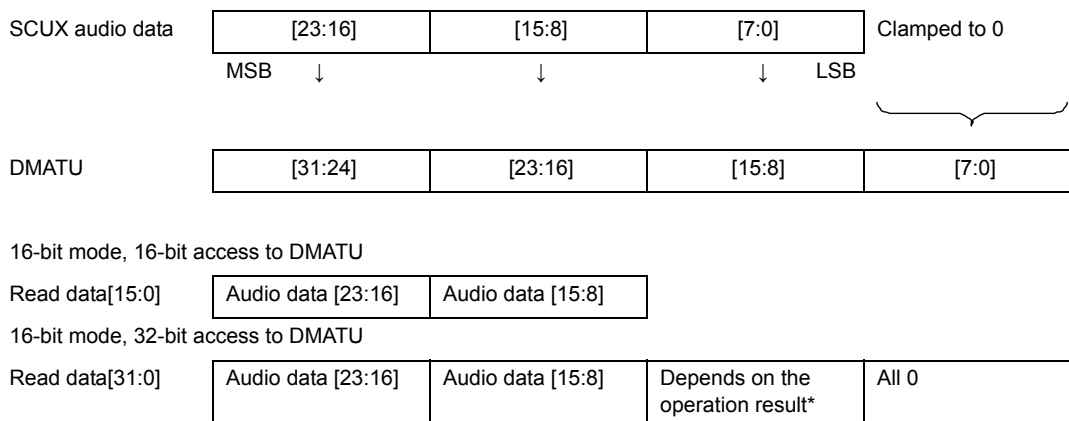 SCUX audio data [23:16] [15:8] [7:0] Clamped to 0
MSB ↓ ↓ ↓ LSB
DMATU [31:24] [23:16] [15:8] [7:0]
16-bit mode, 16-bit access to DMATU
Read data[15:0] Audio data [23:16] Audio data [15:8]
16-bit mode, 32-bit access to DMATU
Read data[31:0] Audio data [23:16] Audio data [15:8] Depends on the All 0
operation result*